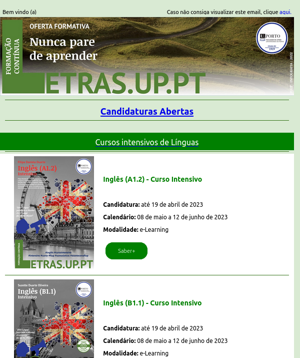 Bem vindo (a)
Caso não consiga visualizar este email, clique aqui.
FORMAÇÃO
CONTÍNUA
OFERTA FORMATIVA
Nunca pare
de aprender
PORTO
LETRAS.UP.PT
Candidaturas Abertas
Cursos intensivos de Línguas
Inglês (A1.2)
Intensivo
LETRAS.UP.PT
Inglês (A1.2) - Curso Intensivo
Candidatura: até 19 de abril de 2023
Calendário: 08 de maio a 12 de junho de 2023
Modalidade: e-Learning
Saber+
Inglês (B1.1)
Intensivo
Inglês (B1.1) - Curso Intensivo
Candidatura: até 19 de abril de 2023
Calendário: 08 de maio a 12 de junho de 2023
Modalidade: e-Learning